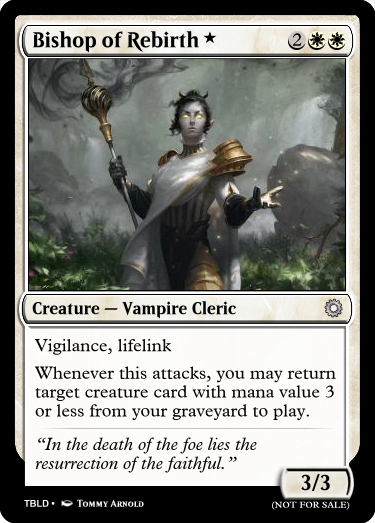 Bishop of Rebirth ★ 2
Creature — Vampire Cleric
Vigilance, lifelink
Whenever this attacks, you may return
target creature card with mana value 3
or less from your graveyard to play.
“In the death of the foe lies the
resurrection of the faithful.”
3/3
TBLD • Tommy Arnold
(NOT FOR SALE)